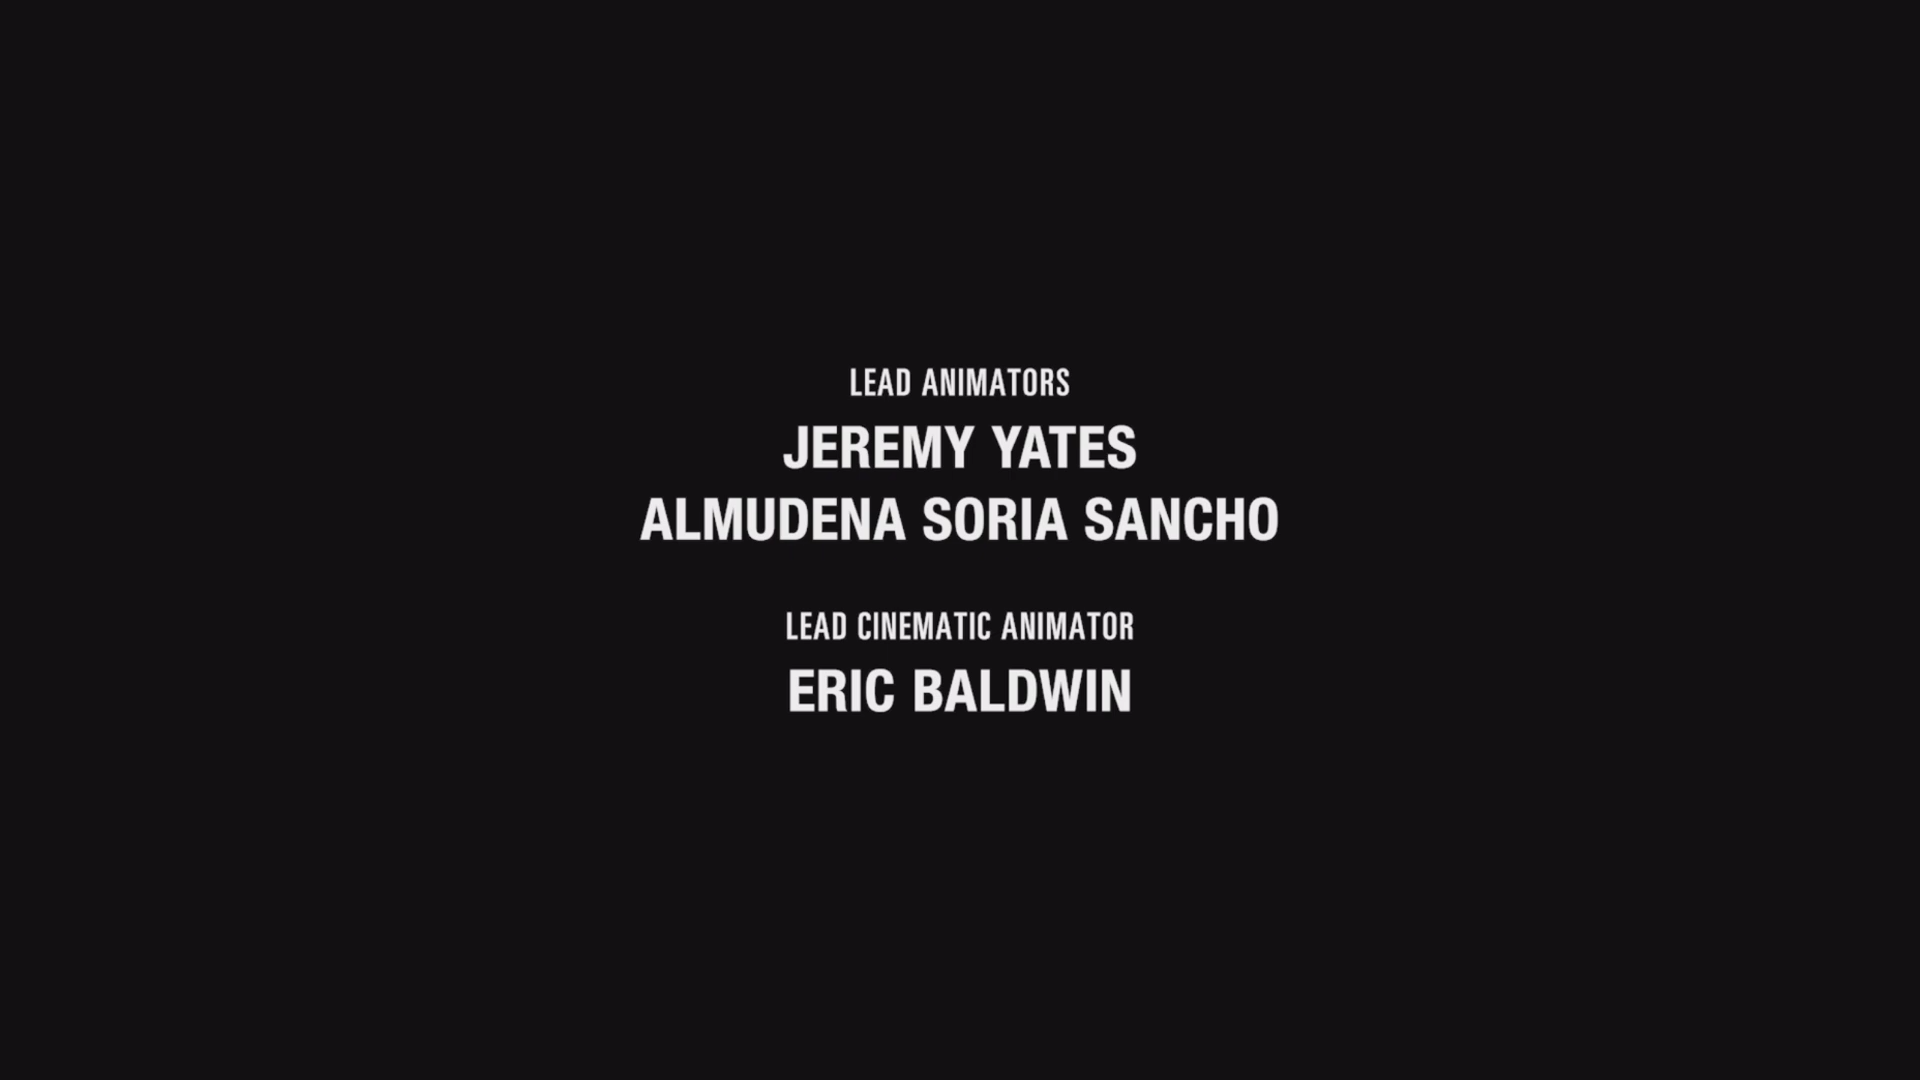 LEAD ANIMATORS
JEREMY YATES
ALMUDENA SORIA SANCHO
LEAD CINEMATIC ANIMATOR
ERIC BALDWIN